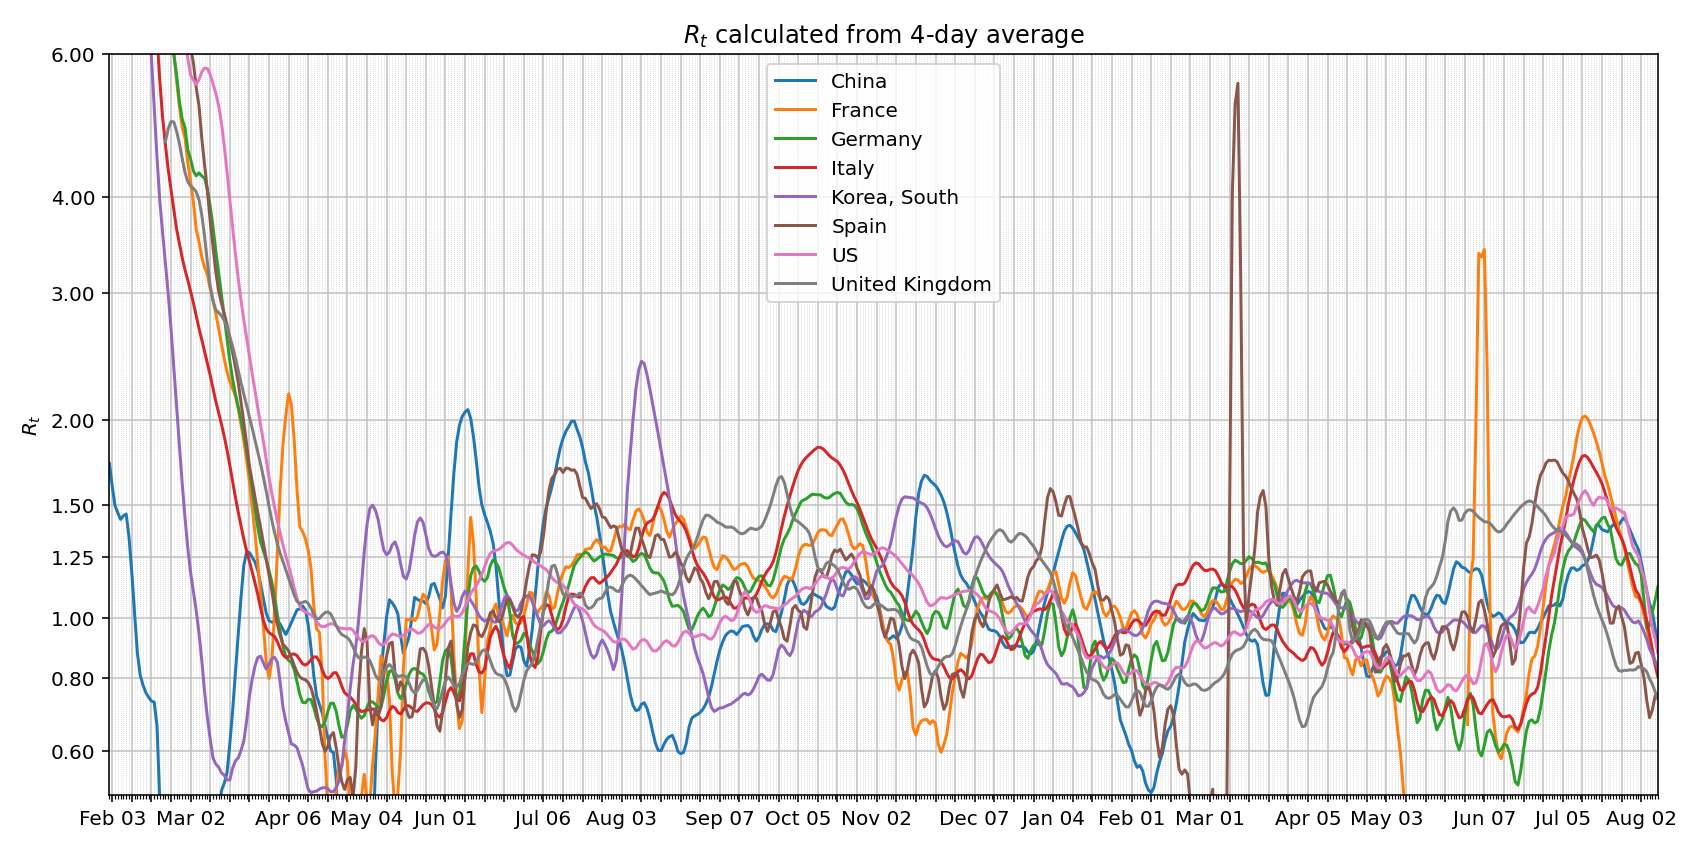 Rt calculated from 4-day average
6.00
4.00
3.00
2.00
1.50
1.25
1.00
0.80
0.60
Rt
China
France
Germany
Italy
Korea, South
Spain
US
United Kingdom
Feb 03 Mar 02 Apr 06 May 04 Jun 01 Jul 06 Aug 03 Sep 07 Oct 05 Nov 02 Dec 07 Jan 04 Feb 01 Mar 01 Apr 05 May 03 Jun 07 Jul 05 Aug 02